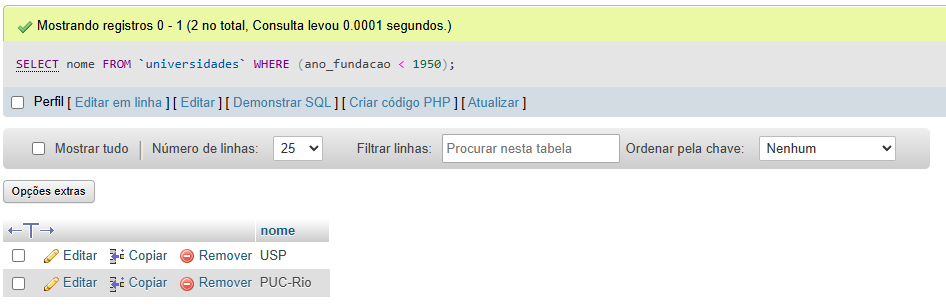 Mostrando registros 0 - 1 (2 no total, Consulta levou 0.0001 segundos.)
SELECT nome FROM `universidades` WHERE (ano_fundacao < 1950);
Perfil [ Editar em linha ] [ Editar ] [ Demonstrar SQL ] [ Criar código PHP ] [ Atualizar ]
Mostrar tudo | Número de linhas: 25 Filtrar linhas: Procurar nesta tabela Ordenar pela chave: Nenhum
Opções extras
←T→ nome
Editar Copiar Remover USP
Editar Copiar Remover PUC-Rio